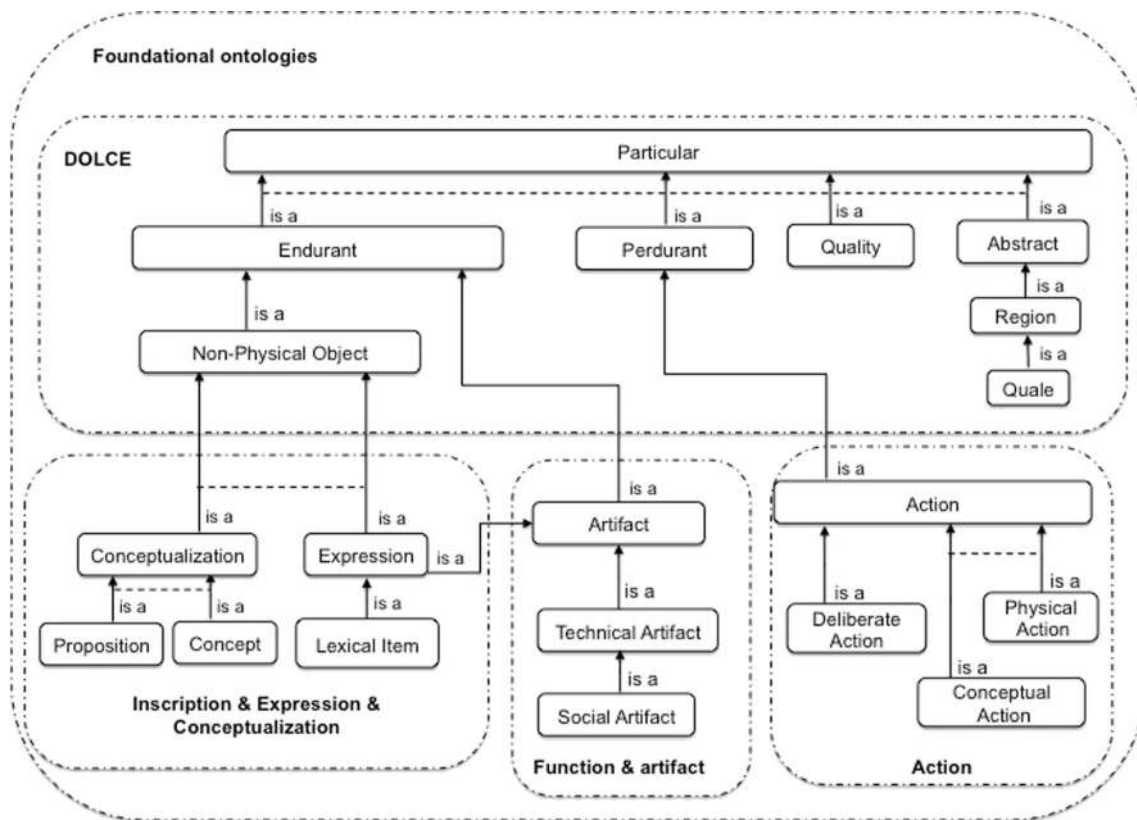 Foundational ontologies
DOLCE
Particular
is a
is a
is a
is a
Endurant
Perdurant
Quality
Abstract
is a
is a
Region
Non-Physical Object
is a
Quale
is a
is a
is a
is a
Artifact
Action
Conceptualization
Expression
is a
is a
is a
is a
is a
is a
is a
Proposition
Concept
Lexical Item
Technical Artifact
Deliberate
Action
Physical
Action
is a
is a
Conceptual
Action
Social Artifact
Inscription & Expression &
Conceptualization
Function & artifact
Action